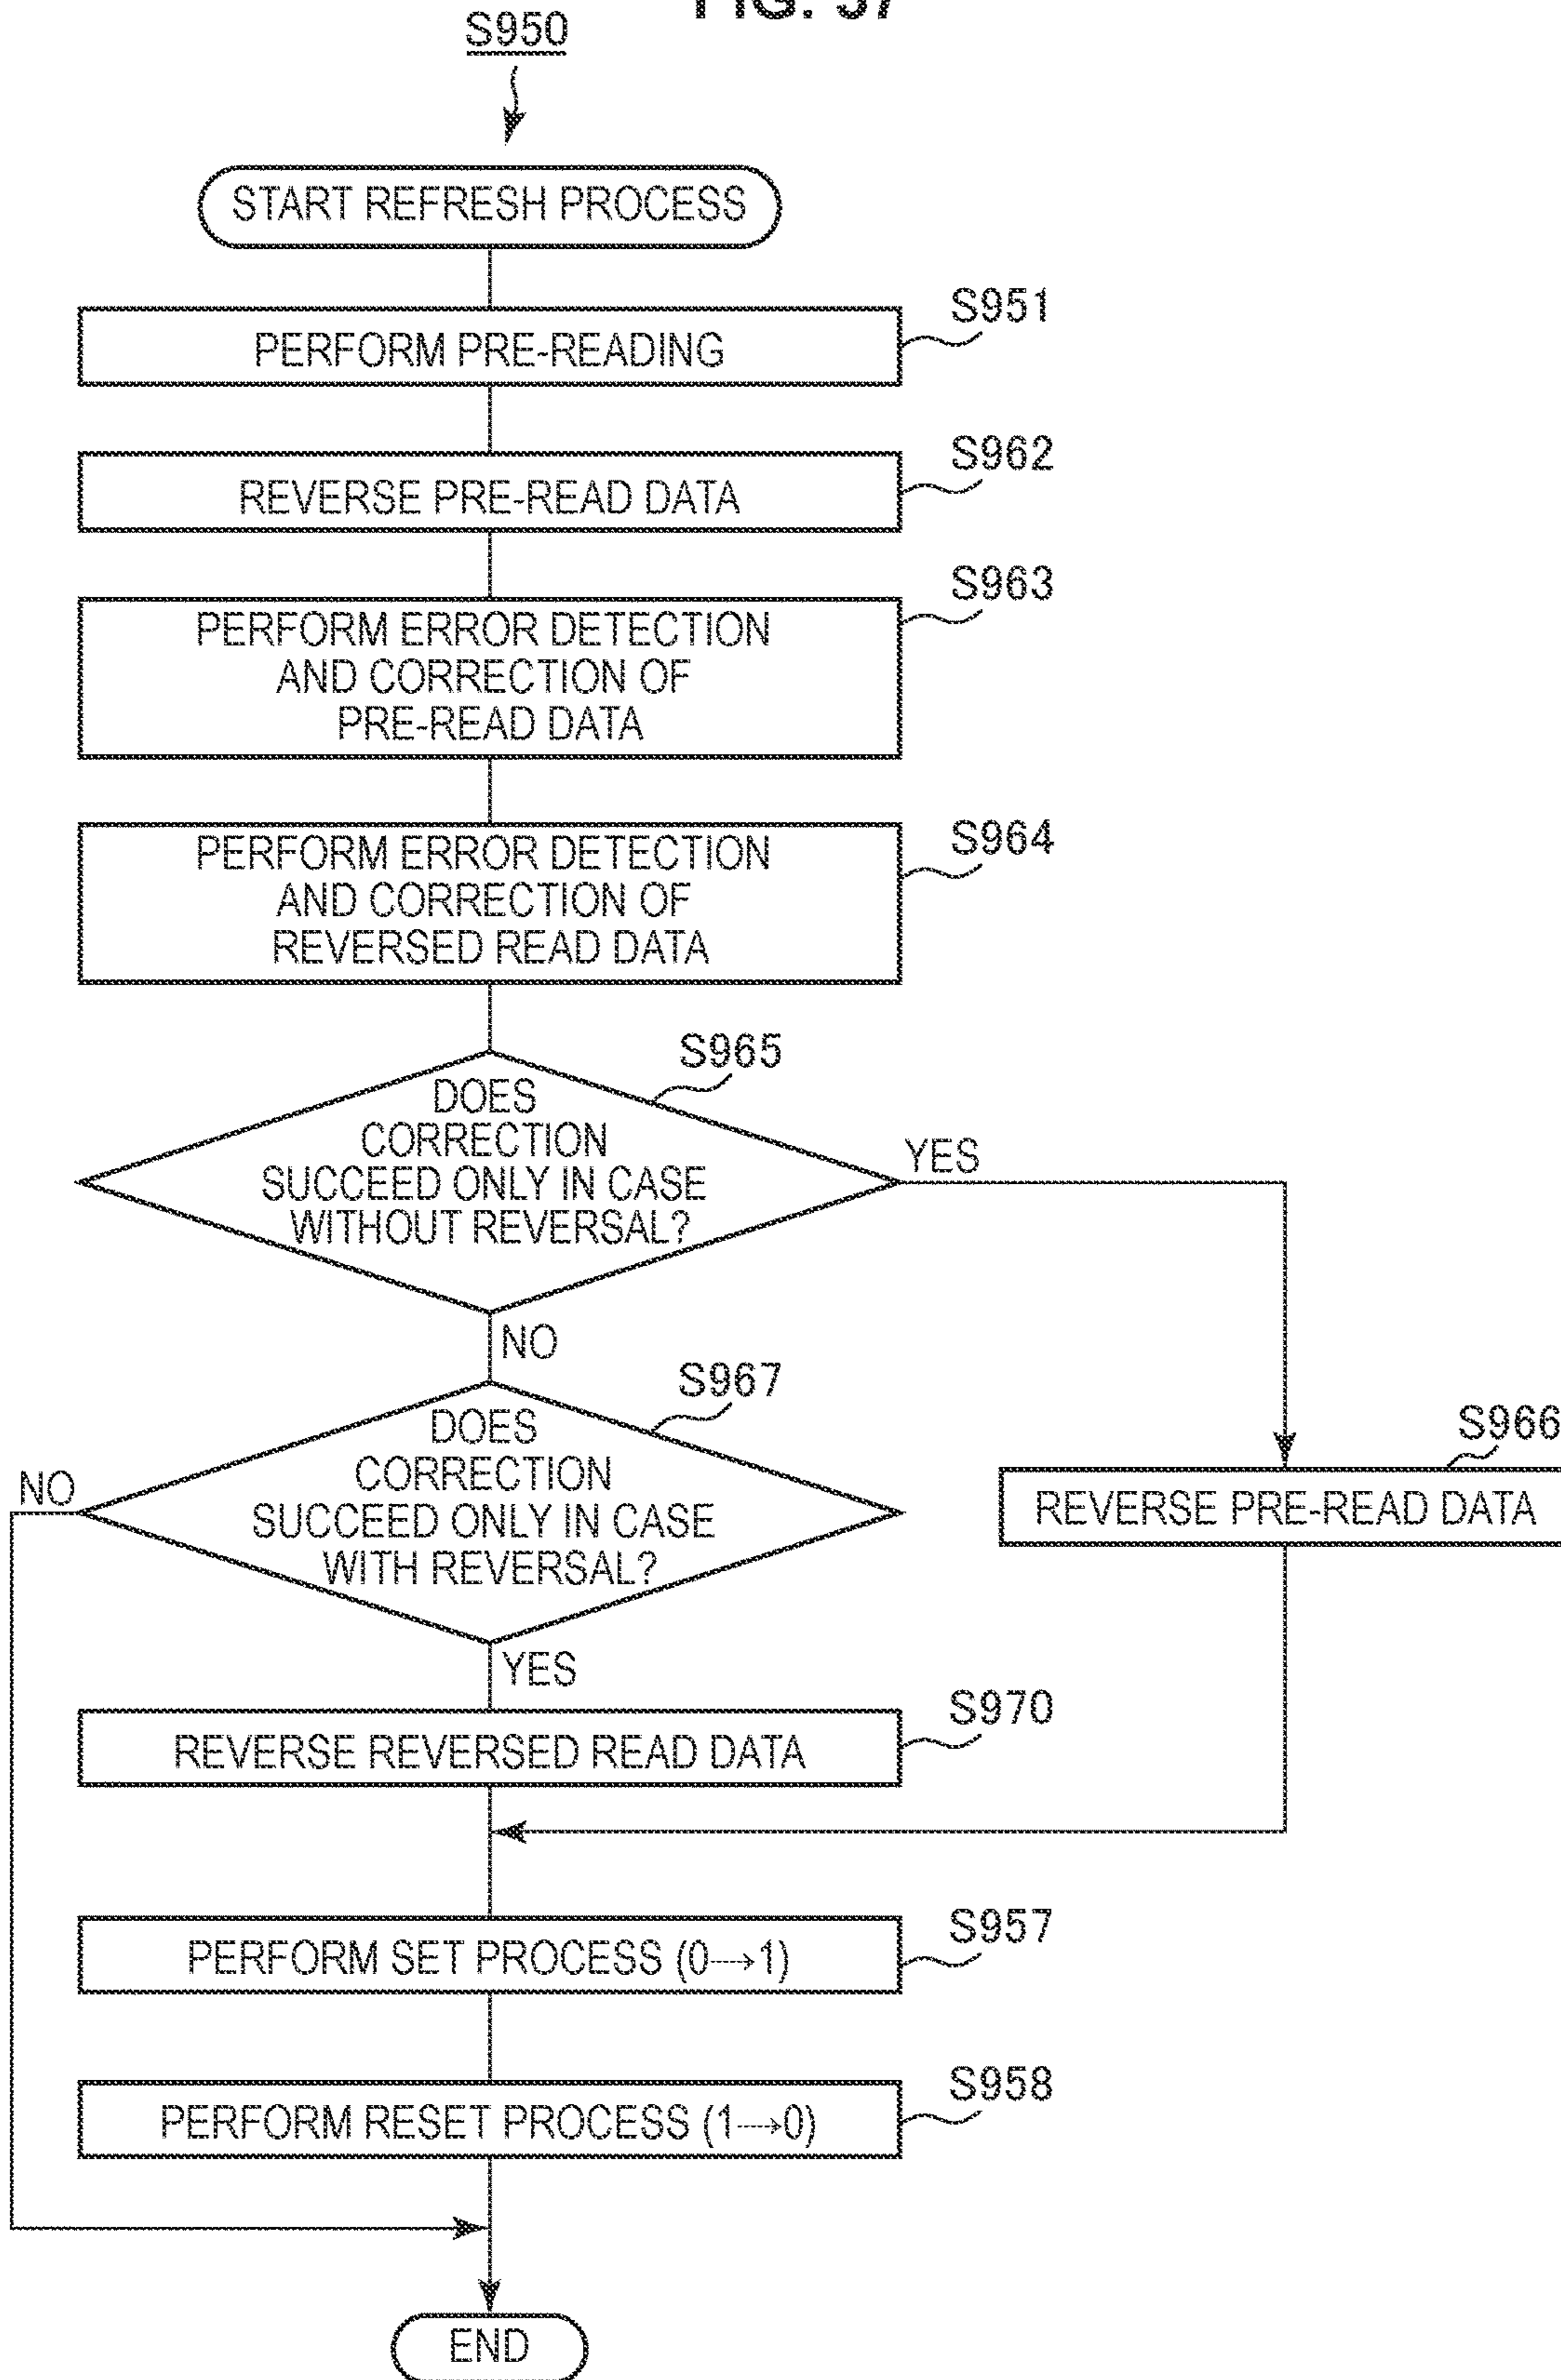 FIG. 37
S950
START REFRESH PROCESS
S951
PERFORM PRE-READING
S962
REVERSE PRE-READ DATA
S963
PERFORM ERROR DETECTION
AND CORRECTION OF
PRE-READ DATA
S964
PERFORM ERROR DETECTION
AND CORRECTION OF
REVERSED READ DATA
S965
DOES
CORRECTION
SUCCEED ONLY IN CASE
WITHOUT REVERSAL?
YES
NO
S967
DOES
CORRECTION
SUCCEED ONLY IN CASE
WITH REVERSAL?
NO
S966
REVERSE PRE-READ DATA
YES
S970
REVERSE REVERSED READ DATA
S957
PERFORM SET PROCESS (0→1)
S958
PERFORM RESET PROCESS (1→0)
END